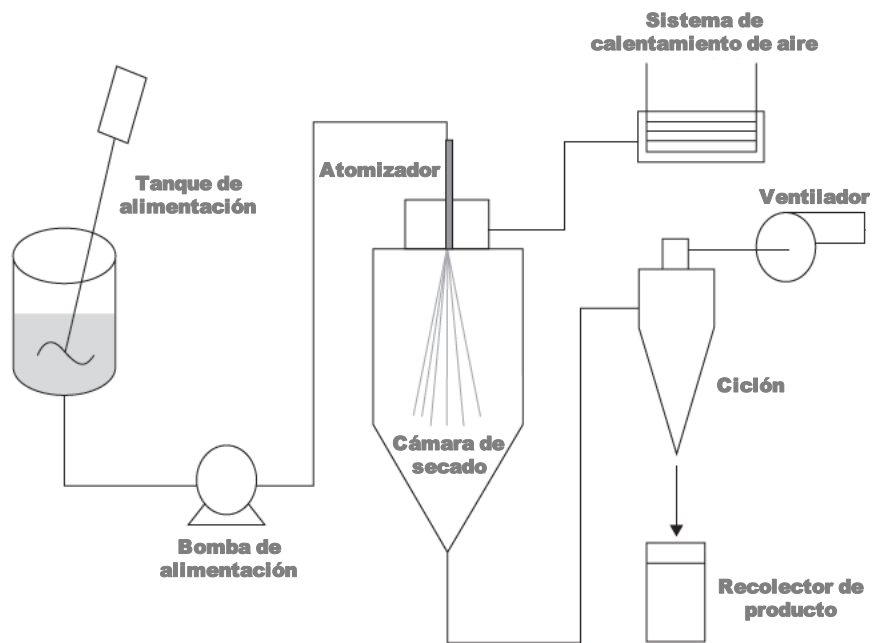 Sistema de
calentamiento de aire
Atomizador
Tanque de
alimentación
Ventilador
Ciclón
Cámara de
secado
Bomba de
alimentación
Recolector de
producto